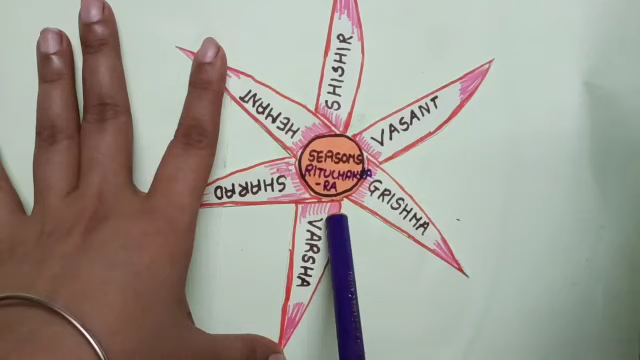 SHISHIR
VASANT
GRISHMA
VARSHA
SHARAD
HEMANT
SEASONS
RITUCHAKRA
-RA